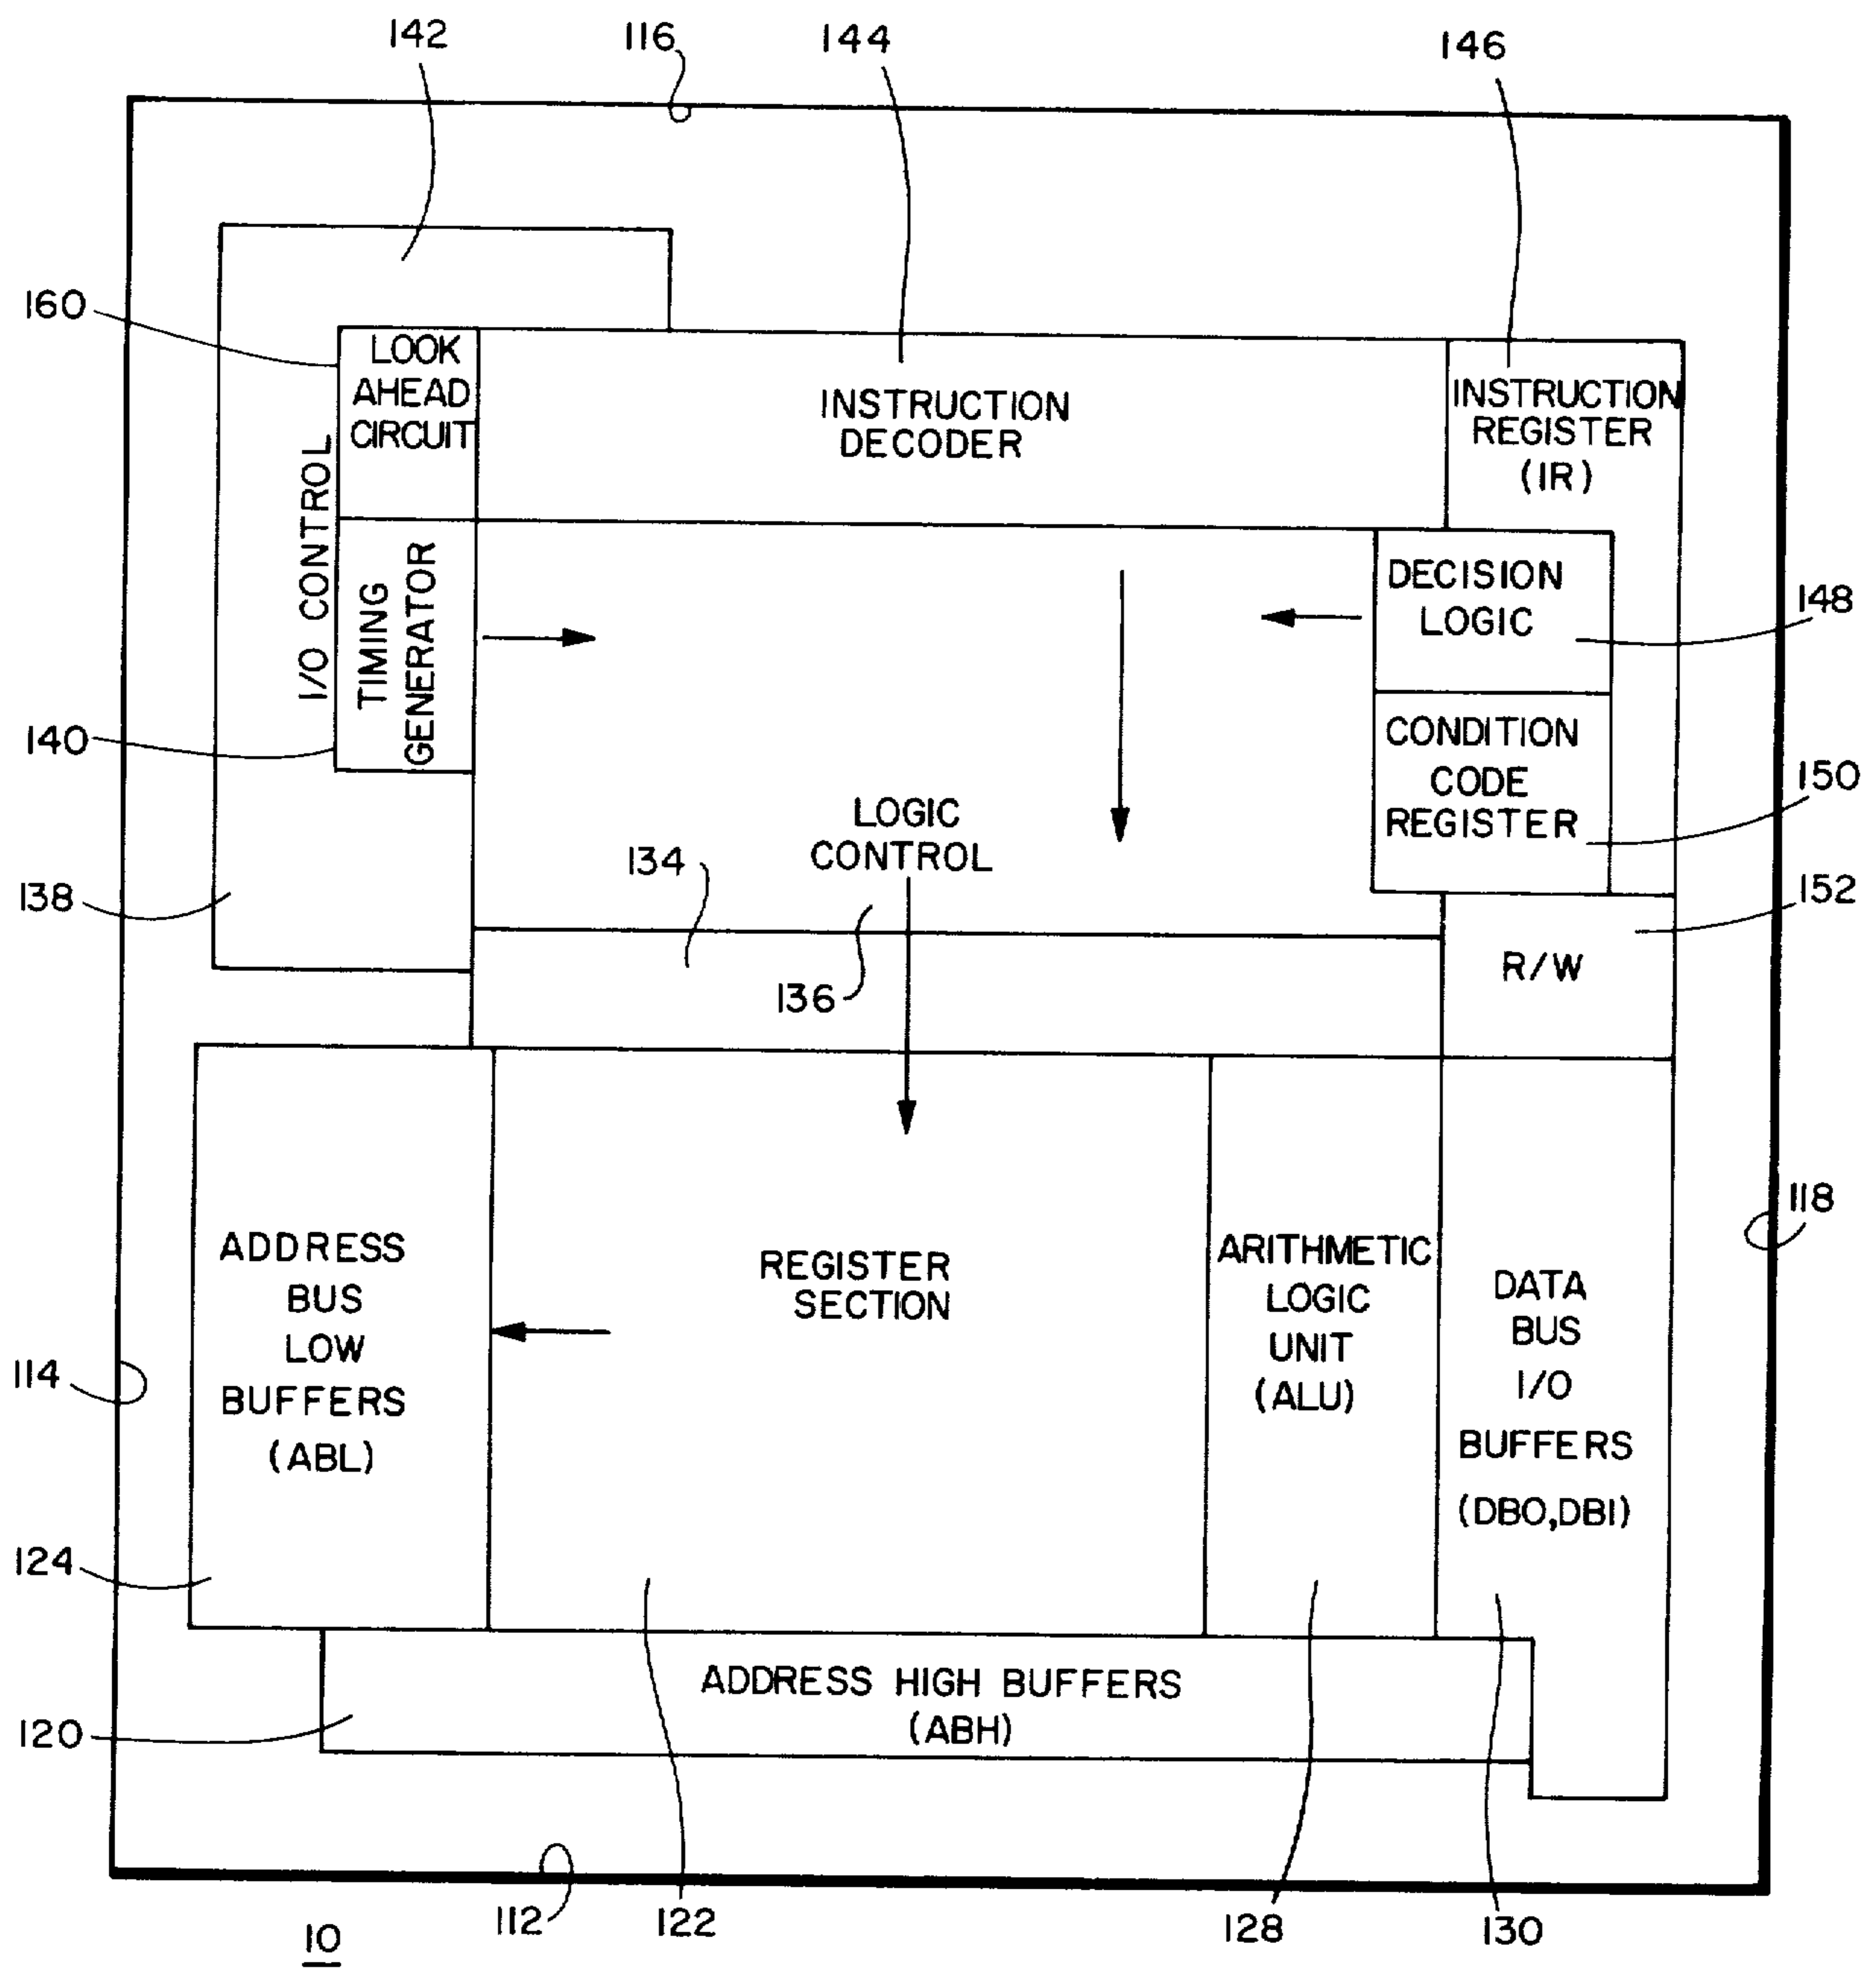 142
116
144
146
160
LOOK
AHEAD
CIRCUIT
INSTRUCTION
DECODER
INSTRUCTION
REGISTER
(IR)
I/O CONTROL
TIMING
GENERATOR
DECISION
LOGIC
148
140
CONDITION
CODE
REGISTER
150
LOGIC
CONTROL
134
138
152
136
R/W
ADDRESS
BUS
LOW
BUFFERS
(ABL)
REGISTER
SECTION
ARITHMETIC
LOGIC
UNIT
(ALU)
DATA
BUS
I/O
BUFFERS
(DBO,DBI)
118
114
124
ADDRESS HIGH BUFFERS
(ABH)
120
112
122
128
130
10